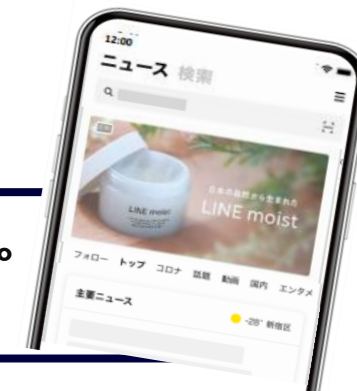 12:00
ニュース 検索
日本の自然から生まれた
LINE moist
LINE moist
フォロー トップ コロナ 話題 動画 国内 エンタメ
主要ニュース
-28° 新宿区
。